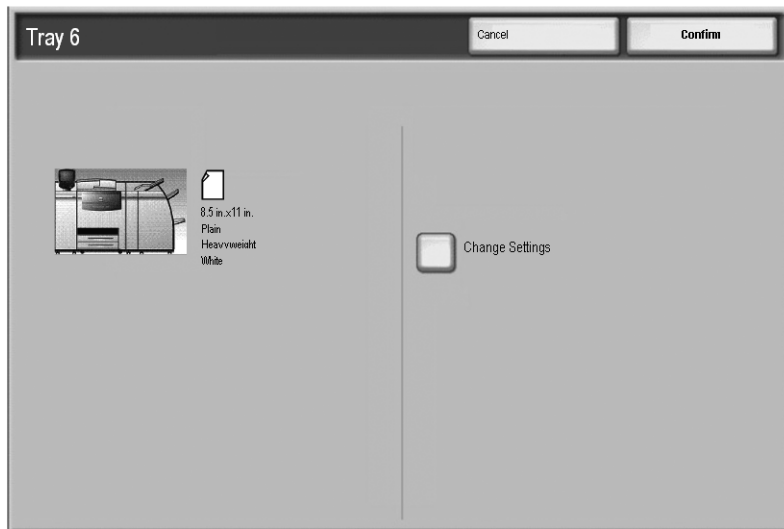 Tray 6
Cancel
Confirm
8.5 in.x11 in.
Plain
Heavyweight
White
Change Settings